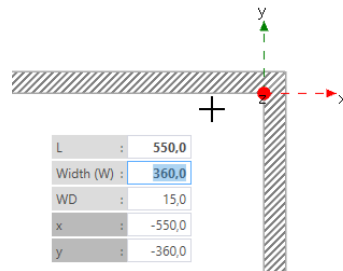 y
z
x
L : 550,0
Width (W) : 360,0
WD : 15,0
x : -550,0
y : -360,0